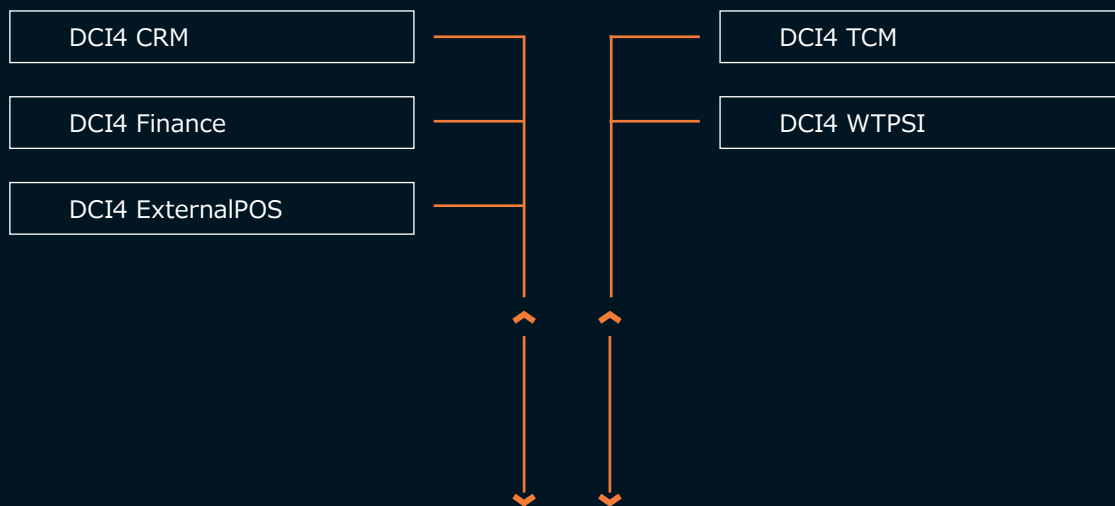 DCI4 CRM
DCI4 Finance
DCI4 ExternalPOS
DCI4 TCM
DCI4 WTPSI